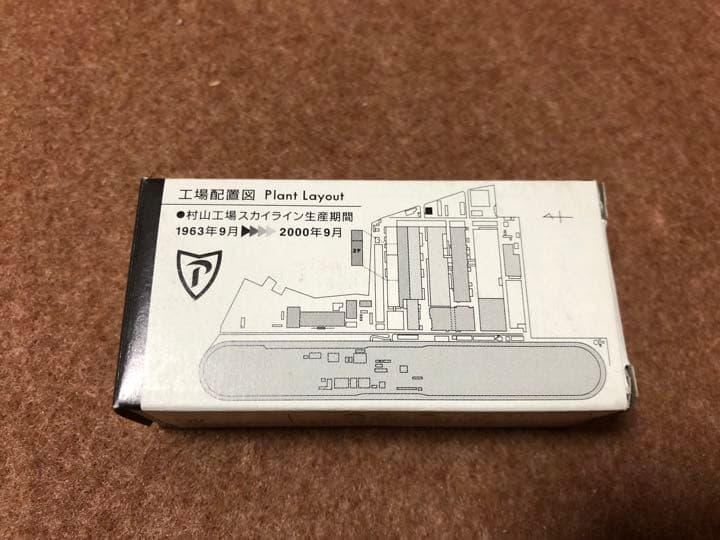 工場配置図 Plant Layout
●村山工場スカイライン生産期間
1963年9月 ▶▶▶▶ 2000年9月
2F
P